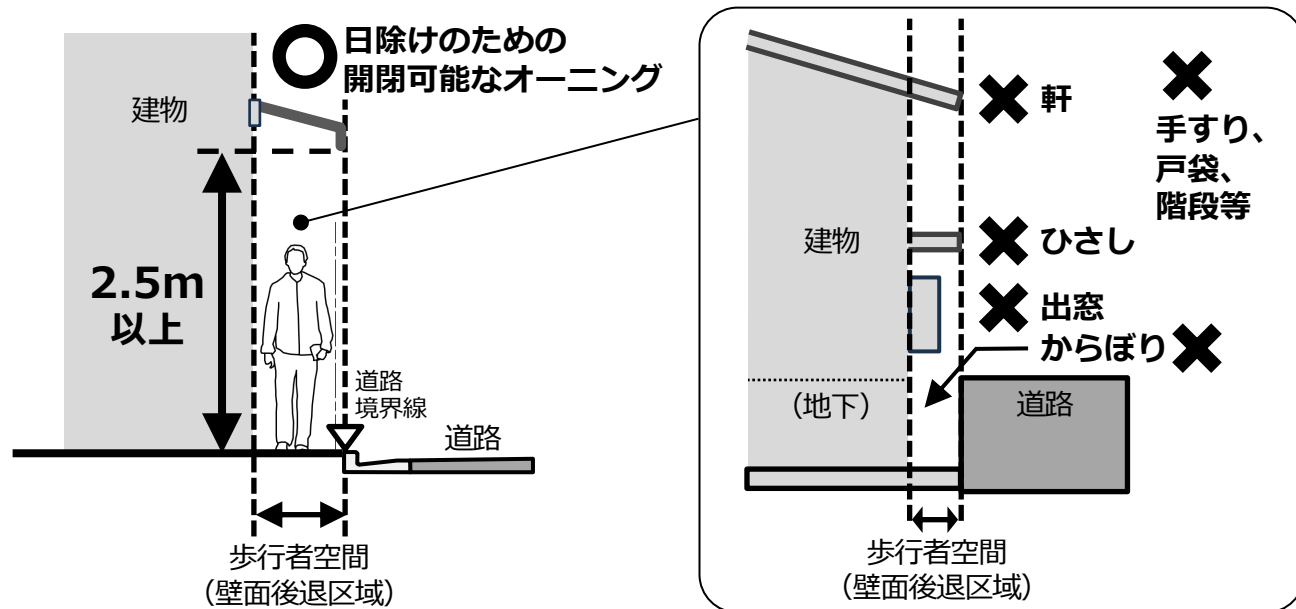 日除けのための
開閉可能なオーニング
建物
2.5m
以上
道路
境界線
道路
歩行者空間
（壁面後退区域）
軒
手すり、
戸袋、
階段等
建物
ひさし
出窓
からぼり
（地下）
道路
歩行者空間
（壁面後退区域）